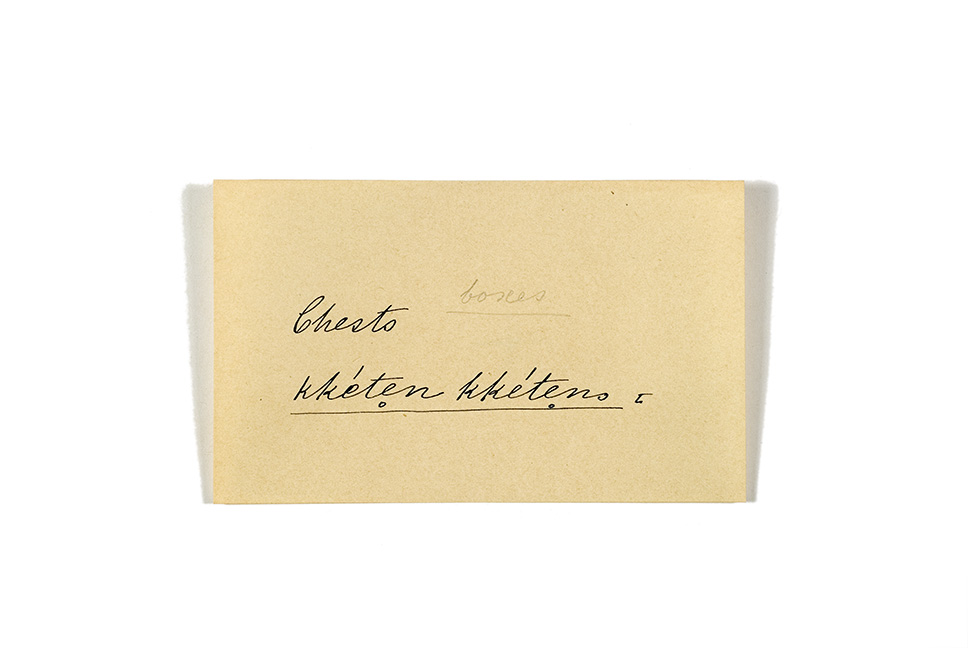 boxes
Chests
kkétẹn kkétẹns I